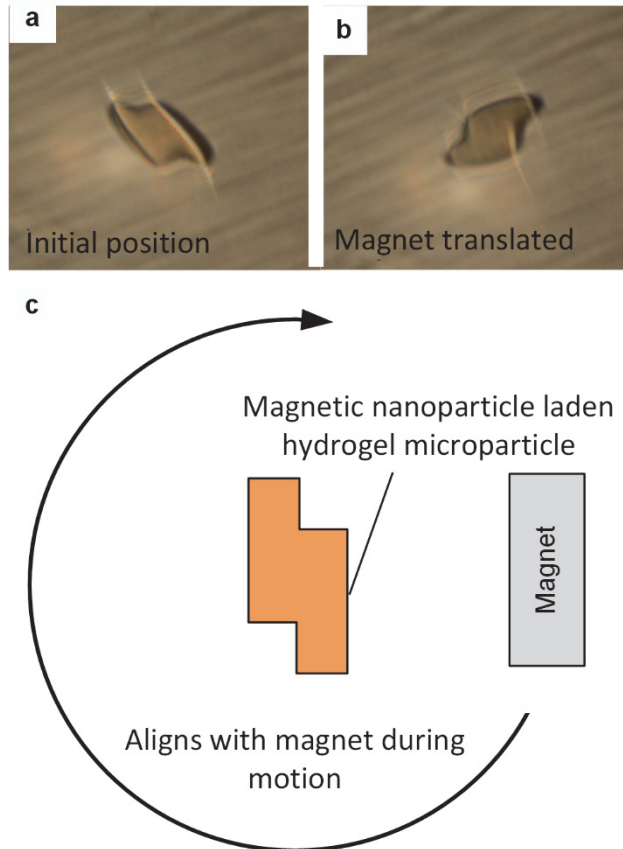 a
b
Initial position
Magnet translated
c
Magnetic nanoparticle laden
hydrogel microparticle
Magnet
Aligns with magnet during
motion